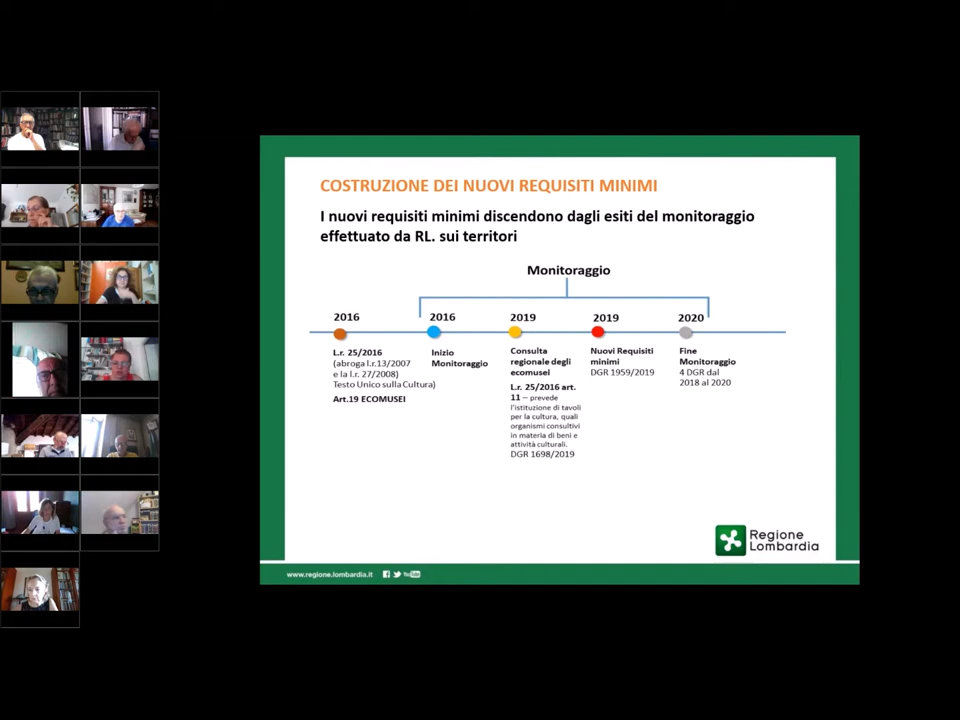 COSTRUZIONE DEI NUOVI REQUISITI MINIMI
I nuovi requisiti minimi discendono dagli esiti del monitoraggio
effettuato da RL. sui territori
Monitoraggio
2016
2016
2019
2019
2020
L.r. 25/2016
(abroga l.r.13/2007
e la l.r. 27/2008)
Testo Unico sulla Cultura)
Art.19 ECOMUSEI
Inizio
Monitoraggio
Consulta
regionale degli
ecomusei
L.r. 25/2016 art.
11 – prevede
l'istituzione di tavoli
per la cultura, quali
organismi consultivi
in materia di beni e
attività culturali.
DGR 1698/2019
Nuovi Requisiti
minimi
DGR 1959/2019
Fine
Monitoraggio
4 DGR dal
2018 al 2020
Regione
Lombardia
www.regione.lombardia.it
YouTube